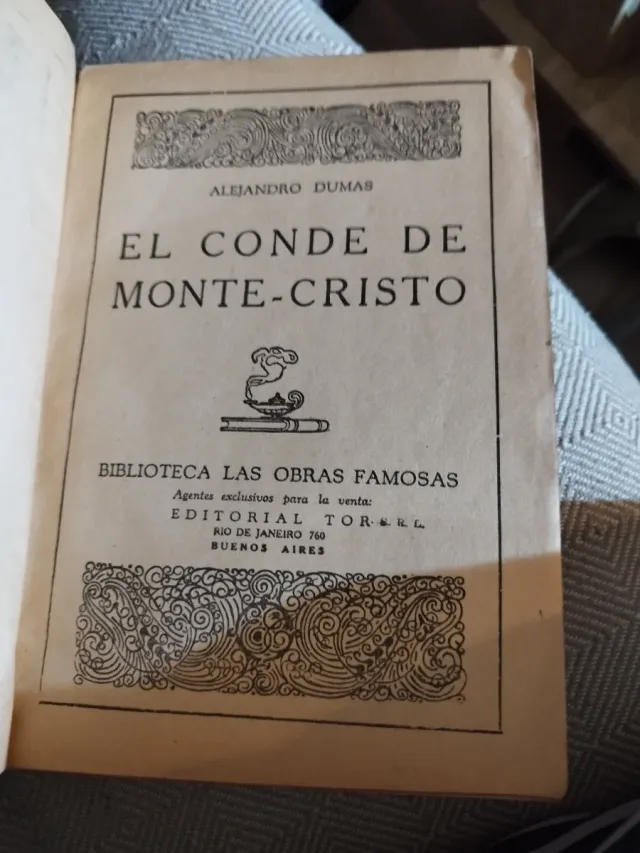 ALEJANDRO DUMAS
EL CONDE DE
MONTE-CRISTO
BIBLIOTECA LAS OBRAS FAMOSAS
Agentes exclusivos para la venta:
EDITORIAL TOR S. R. L.
RIO DE JANEIRO 760
BUENOS AIRES